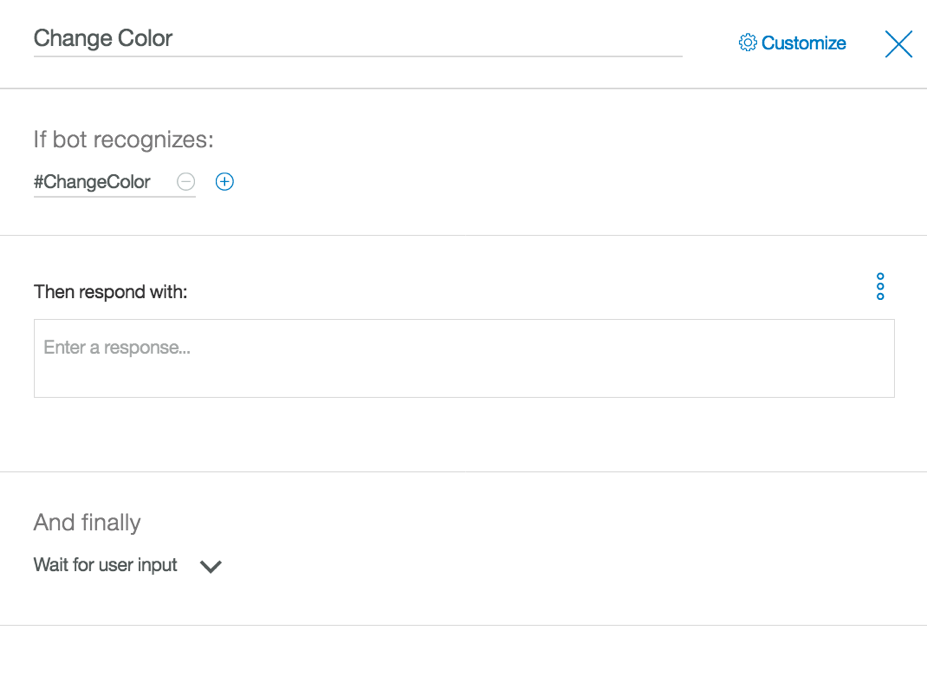 Change Color
Customize
If bot recognizes:
#ChangeColor
Then respond with:
Enter a response...
And finally
Wait for user input